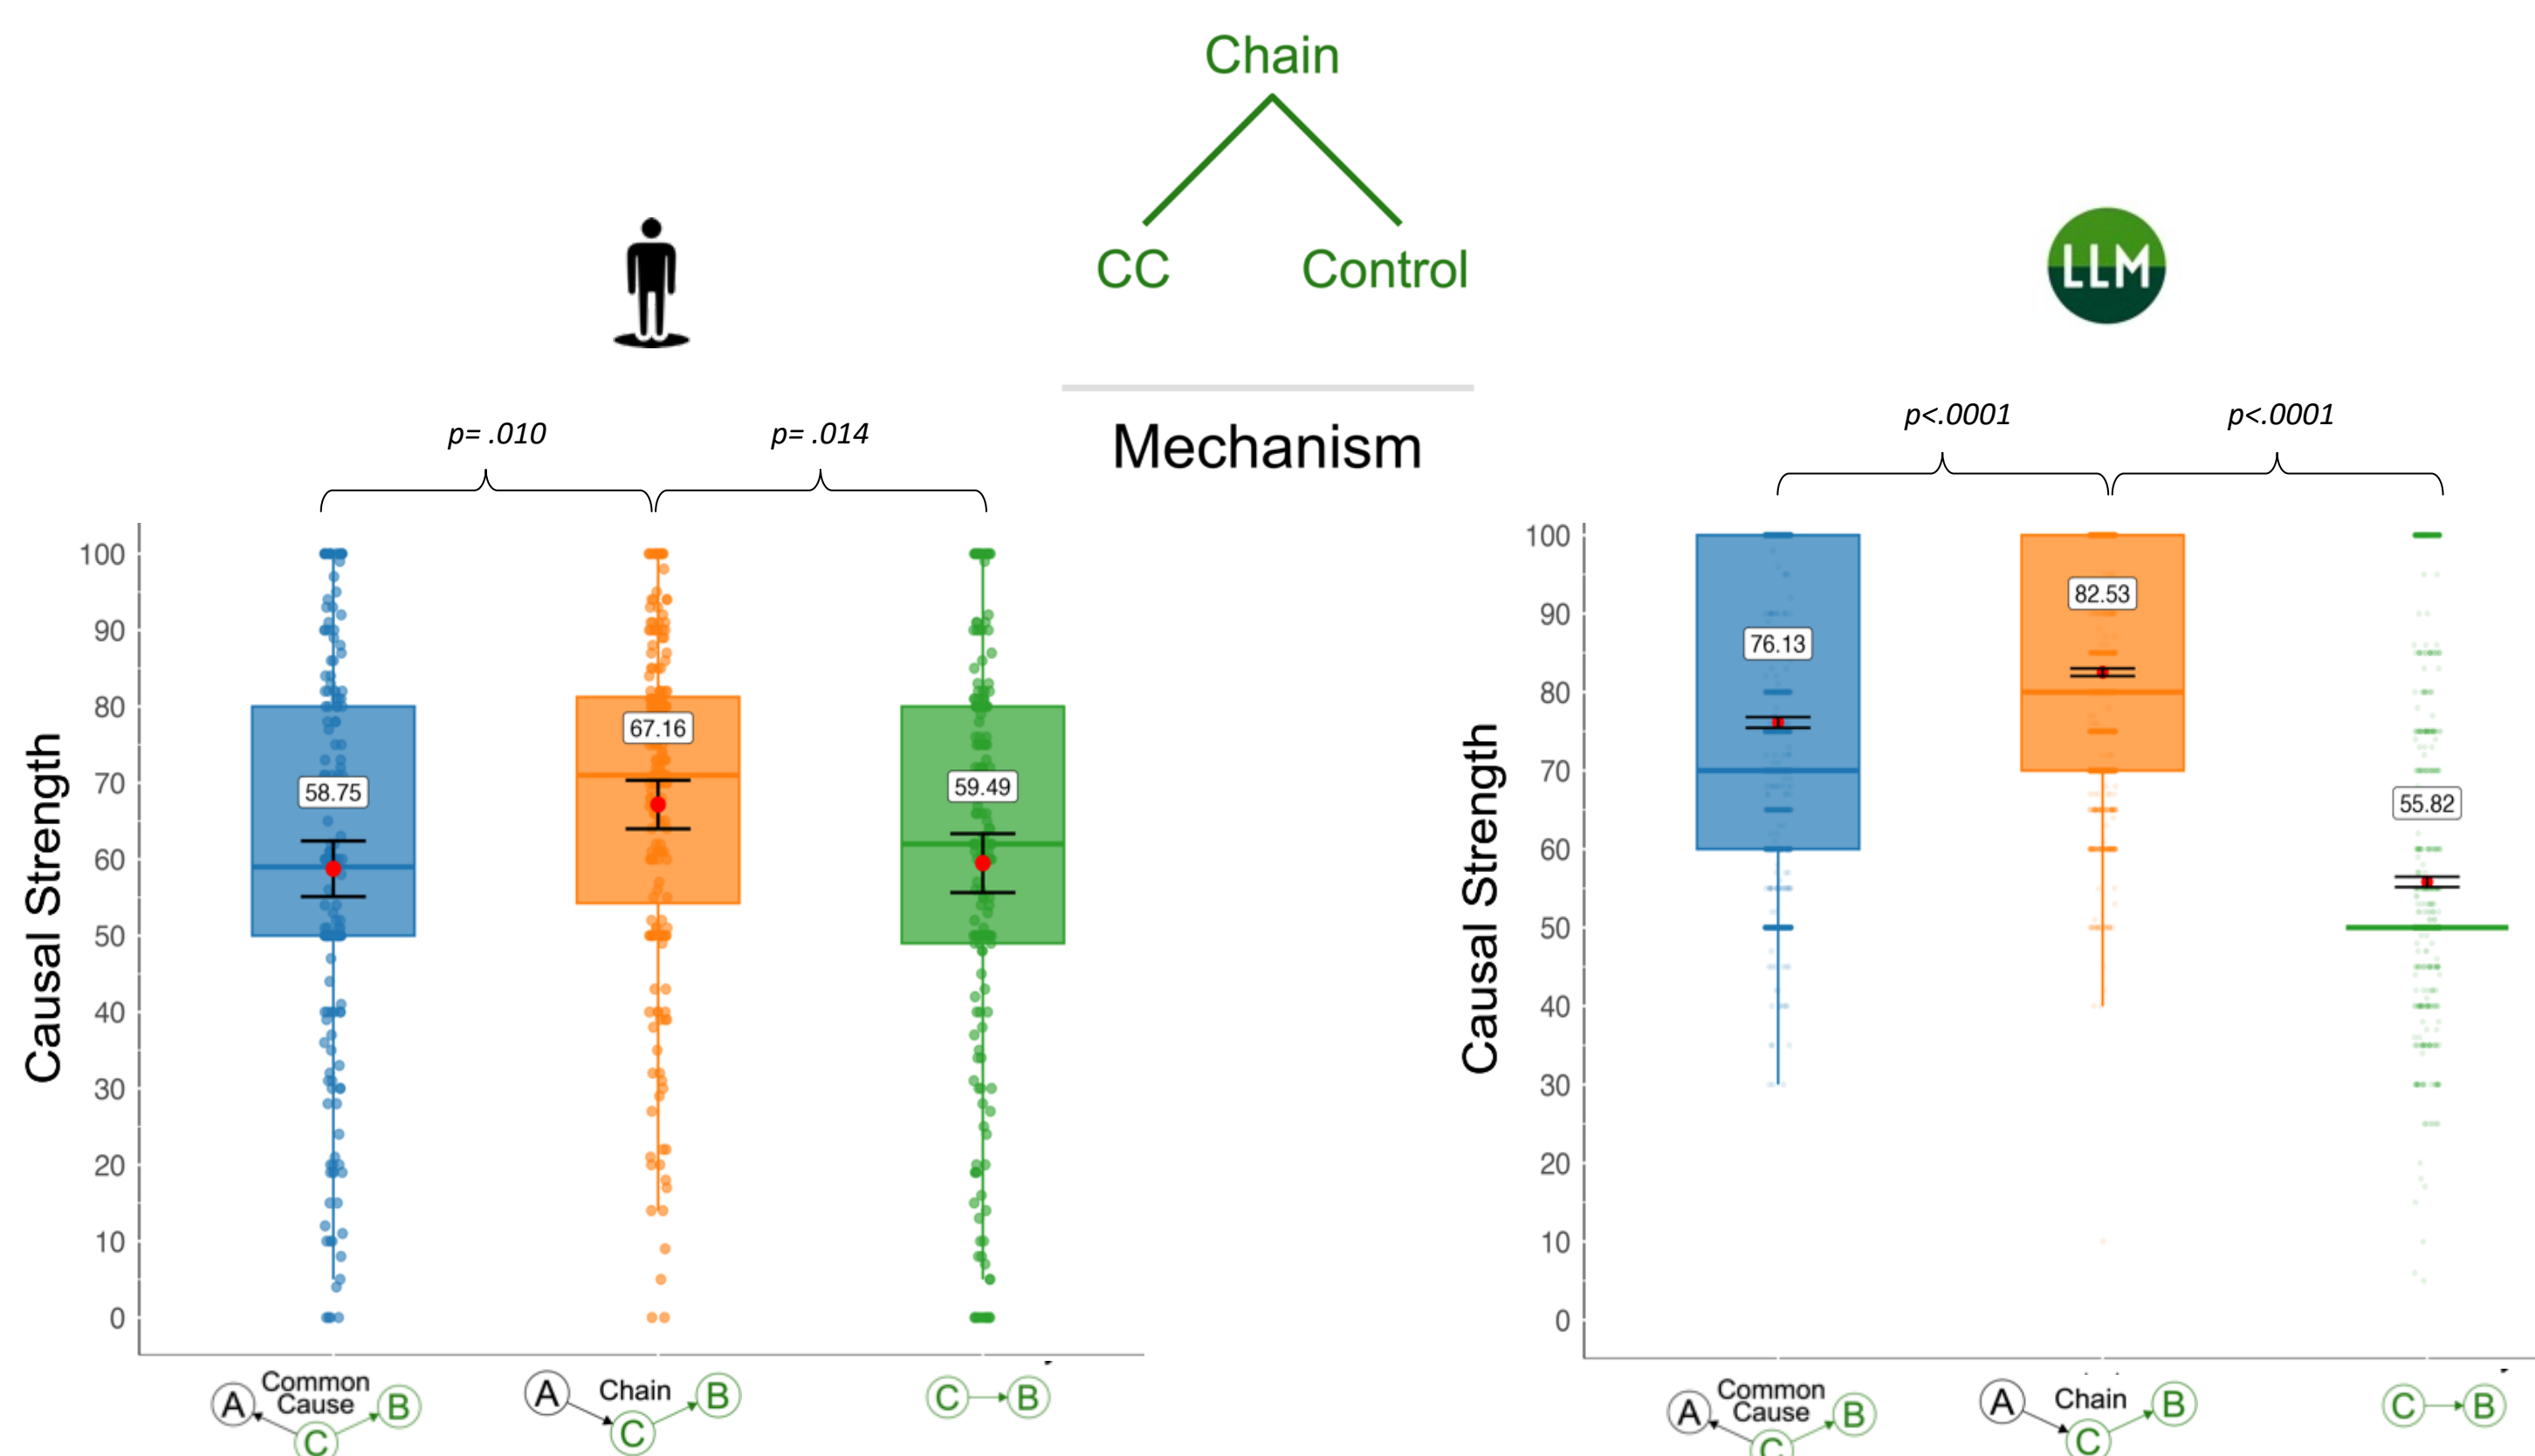 Chain
CC
Control
LLM
Mechanism
p= .010
p= .014
Causal Strength
100
90
80
70
60
50
40
30
20
10
0
58.75
67.16
59.49
A
Common
Cause
B
C
A
Chain
B
C
C
B
p<.0001
p<.0001
Causal Strength
100
90
80
70
60
50
40
30
20
10
0
76.13
82.53
55.82
A
Common
Cause
B
C
A
Chain
B
C
C
B